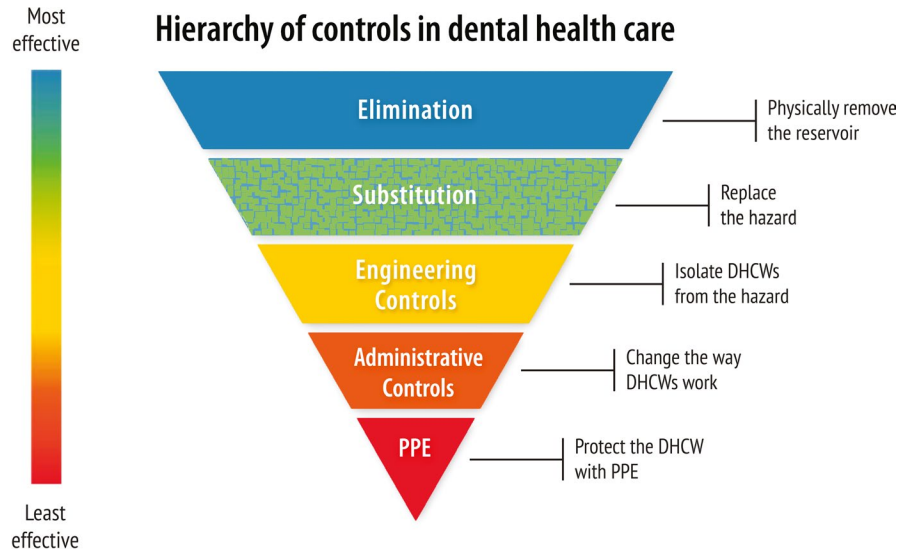 Most
effective
Hierarchy of controls in dental health care
Elimination
Physically remove
the reservoir
Substitution
Replace
the hazard
Engineering
Controls
Isolate DHCWs
from the hazard
Administrative
Controls
Change the way
DHCWs work
PPE
Protect the DHCW
with PPE
Least
effective